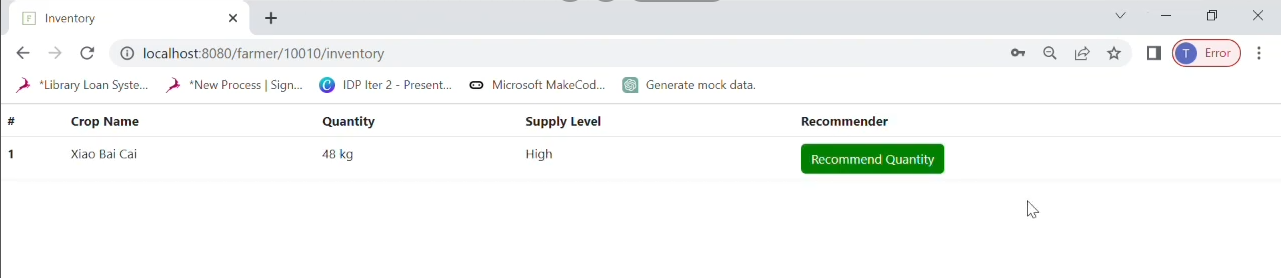 F Inventory
localhost:8080/farmer/10010/inventory
T Error
*Library Loan Syste... *New Process | Sign... IDP Iter 2 - Present... Microsoft MakeCod... Generate mock data.
# Crop Name Quantity Supply Level Recommender
1 Xiao Bai Cai 48 kg High Recommend Quantity